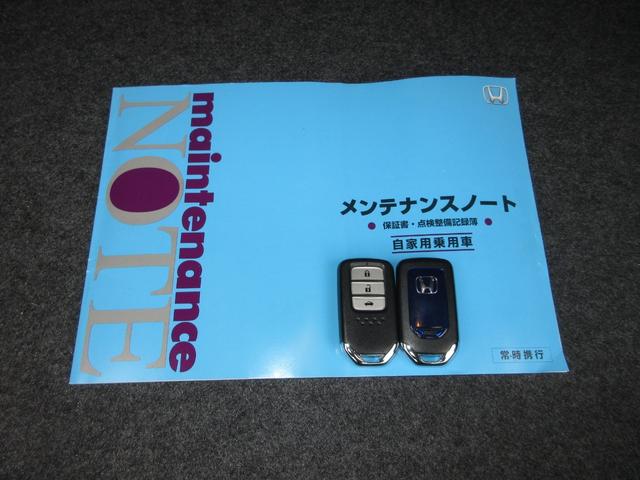 maintenance
NOTE
メンテナンスノート
● 保証書・点検整備記録簿 ●
自家用乗用車
常・時携行